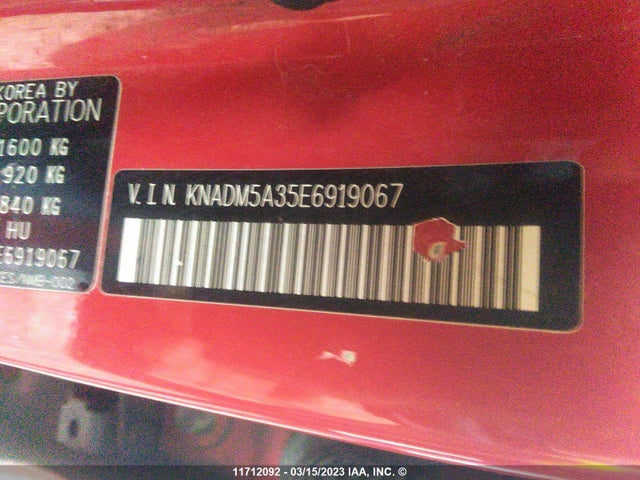 KOREA BY
PORATION
1600 KG
920 KG
840 KG
HU
E6919067
V.I.N. KNADM5A35E6919067
11712092 - 03/15/2023 IAA, INC. ©